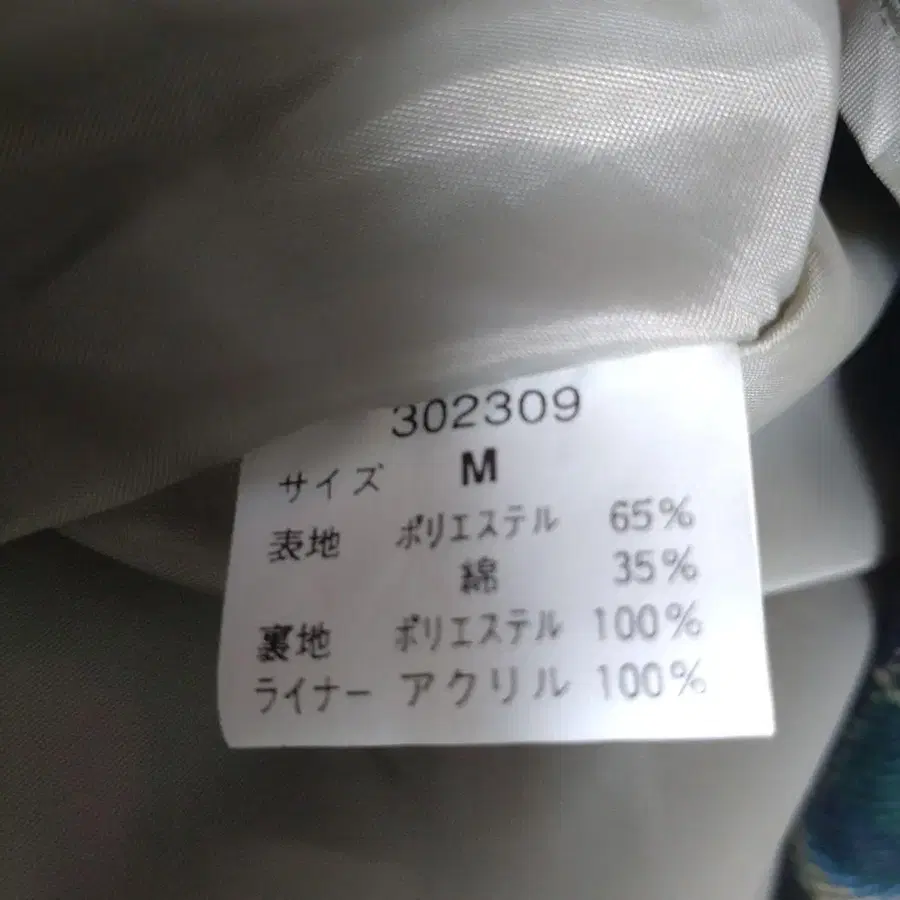 302309
サイズ M
表地 ポリエステル 65%
綿 35%
裏地 ポリエステル 100%
ライナー アクリル 100%